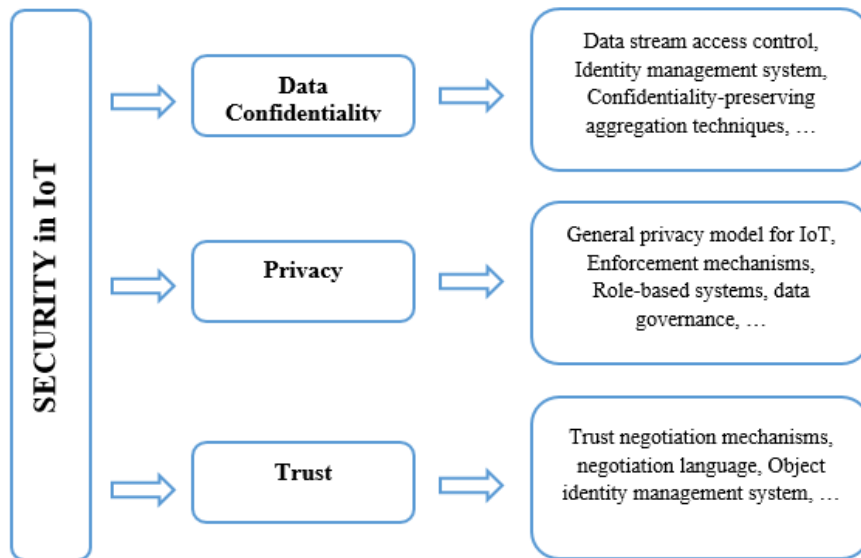 SECURITY in IoT
Data
Confidentiality
Data stream access control,
Identity management system,
Confidentiality-preserving
aggregation techniques, …
Privacy
General privacy model for IoT,
Enforcement mechanisms,
Role-based systems, data
governance, …
Trust
Trust negotiation mechanisms,
negotiation language, Object
identity management system, …